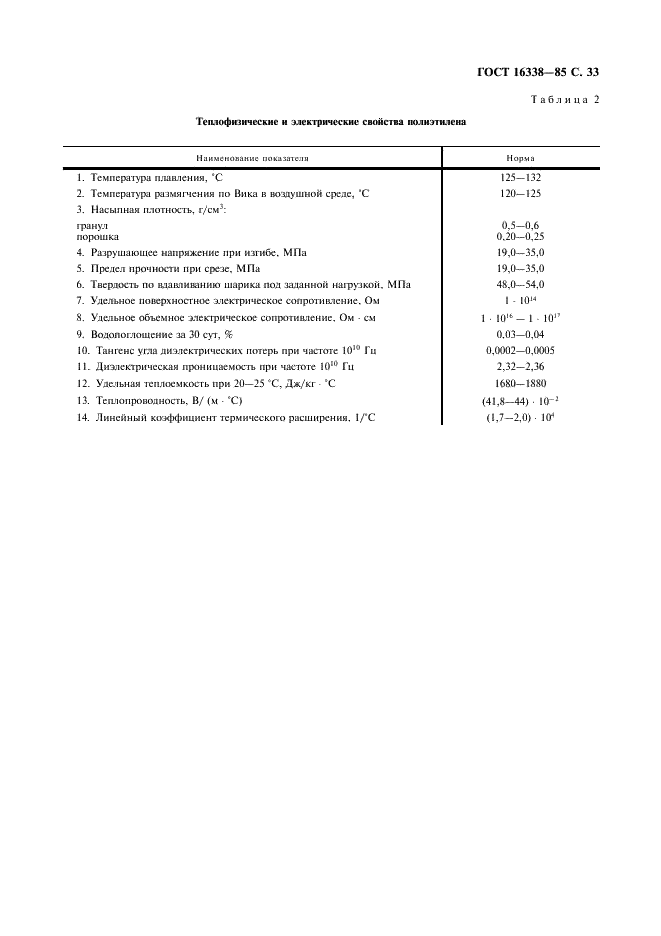 ГОСТ 16338—85 С. 33
Таблица 2
Теплофизические и электрические свойства полиэтилена
Наименование показателя Норма
1. Температура плавления, °С 125—132
2. Температура размягчения по Вика в воздушной среде, °С 120—125
3. Насыпная плотность, г/см³:
гранул 0,5—0,6
порошка 0,20—0,25
4. Разрушающее напряжение при изгибе, МПа 19,0—35,0
5. Предел прочности при срезе, МПа 19,0—35,0
6. Твердость по вдавливанию шарика под заданной нагрузкой, МПа 48,0—54,0
7. Удельное поверхностное электрическое сопротивление, Ом 1 · 10¹⁴
8. Удельное объемное электрическое сопротивление, Ом · см 1 · 10¹⁶ — 1 · 10¹⁷
9. Водопоглощение за 30 сут, % 0,03—0,04
10. Тангенс угла диэлектрических потерь при частоте 10¹⁰ Гц 0,0002—0,0005
11. Диэлектрическая проницаемость при частоте 10¹⁰ Гц 2,32—2,36
12. Удельная теплоемкость при 20—25 °С, Дж/кг · °С 1680—1880
13. Теплопроводность, В/ (м · °С) (41,8—44) · 10⁻²
14. Линейный коэффициент термического расширения, 1/°С (1,7—2,0) · 10⁴